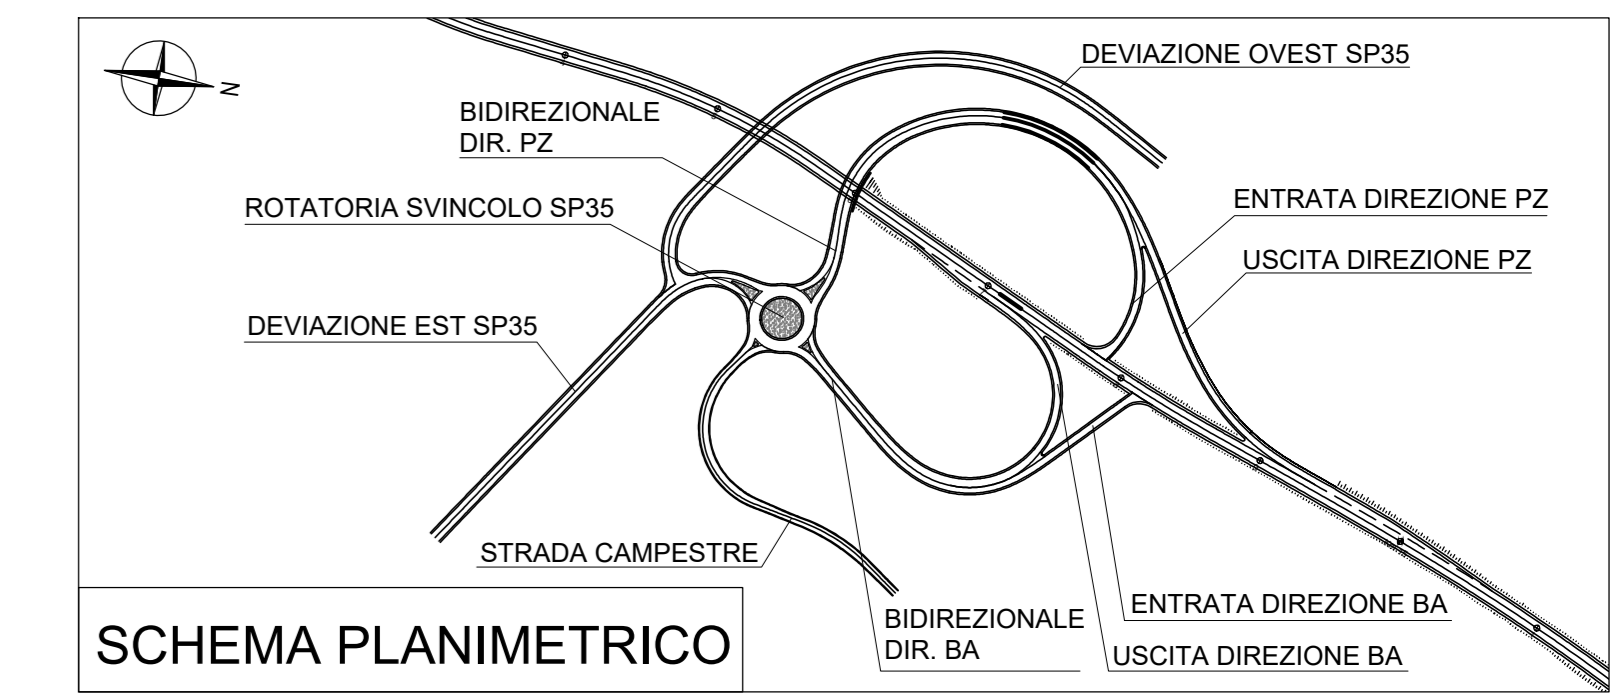 DEVIAZIONE OVEST SP35
N
BIDIREZIONALE
DIR. PZ
ENTRATA DIREZIONE PZ
ROTATORIA SVINCOLO SP35
USCITA DIREZIONE PZ
DEVIAZIONE EST SP35
STRADA CAMPESTRE
ENTRATA DIREZIONE BA
BIDIREZIONALE
DIR. BA
USCITA DIREZIONE BA
SCHEMA PLANIMETRICO